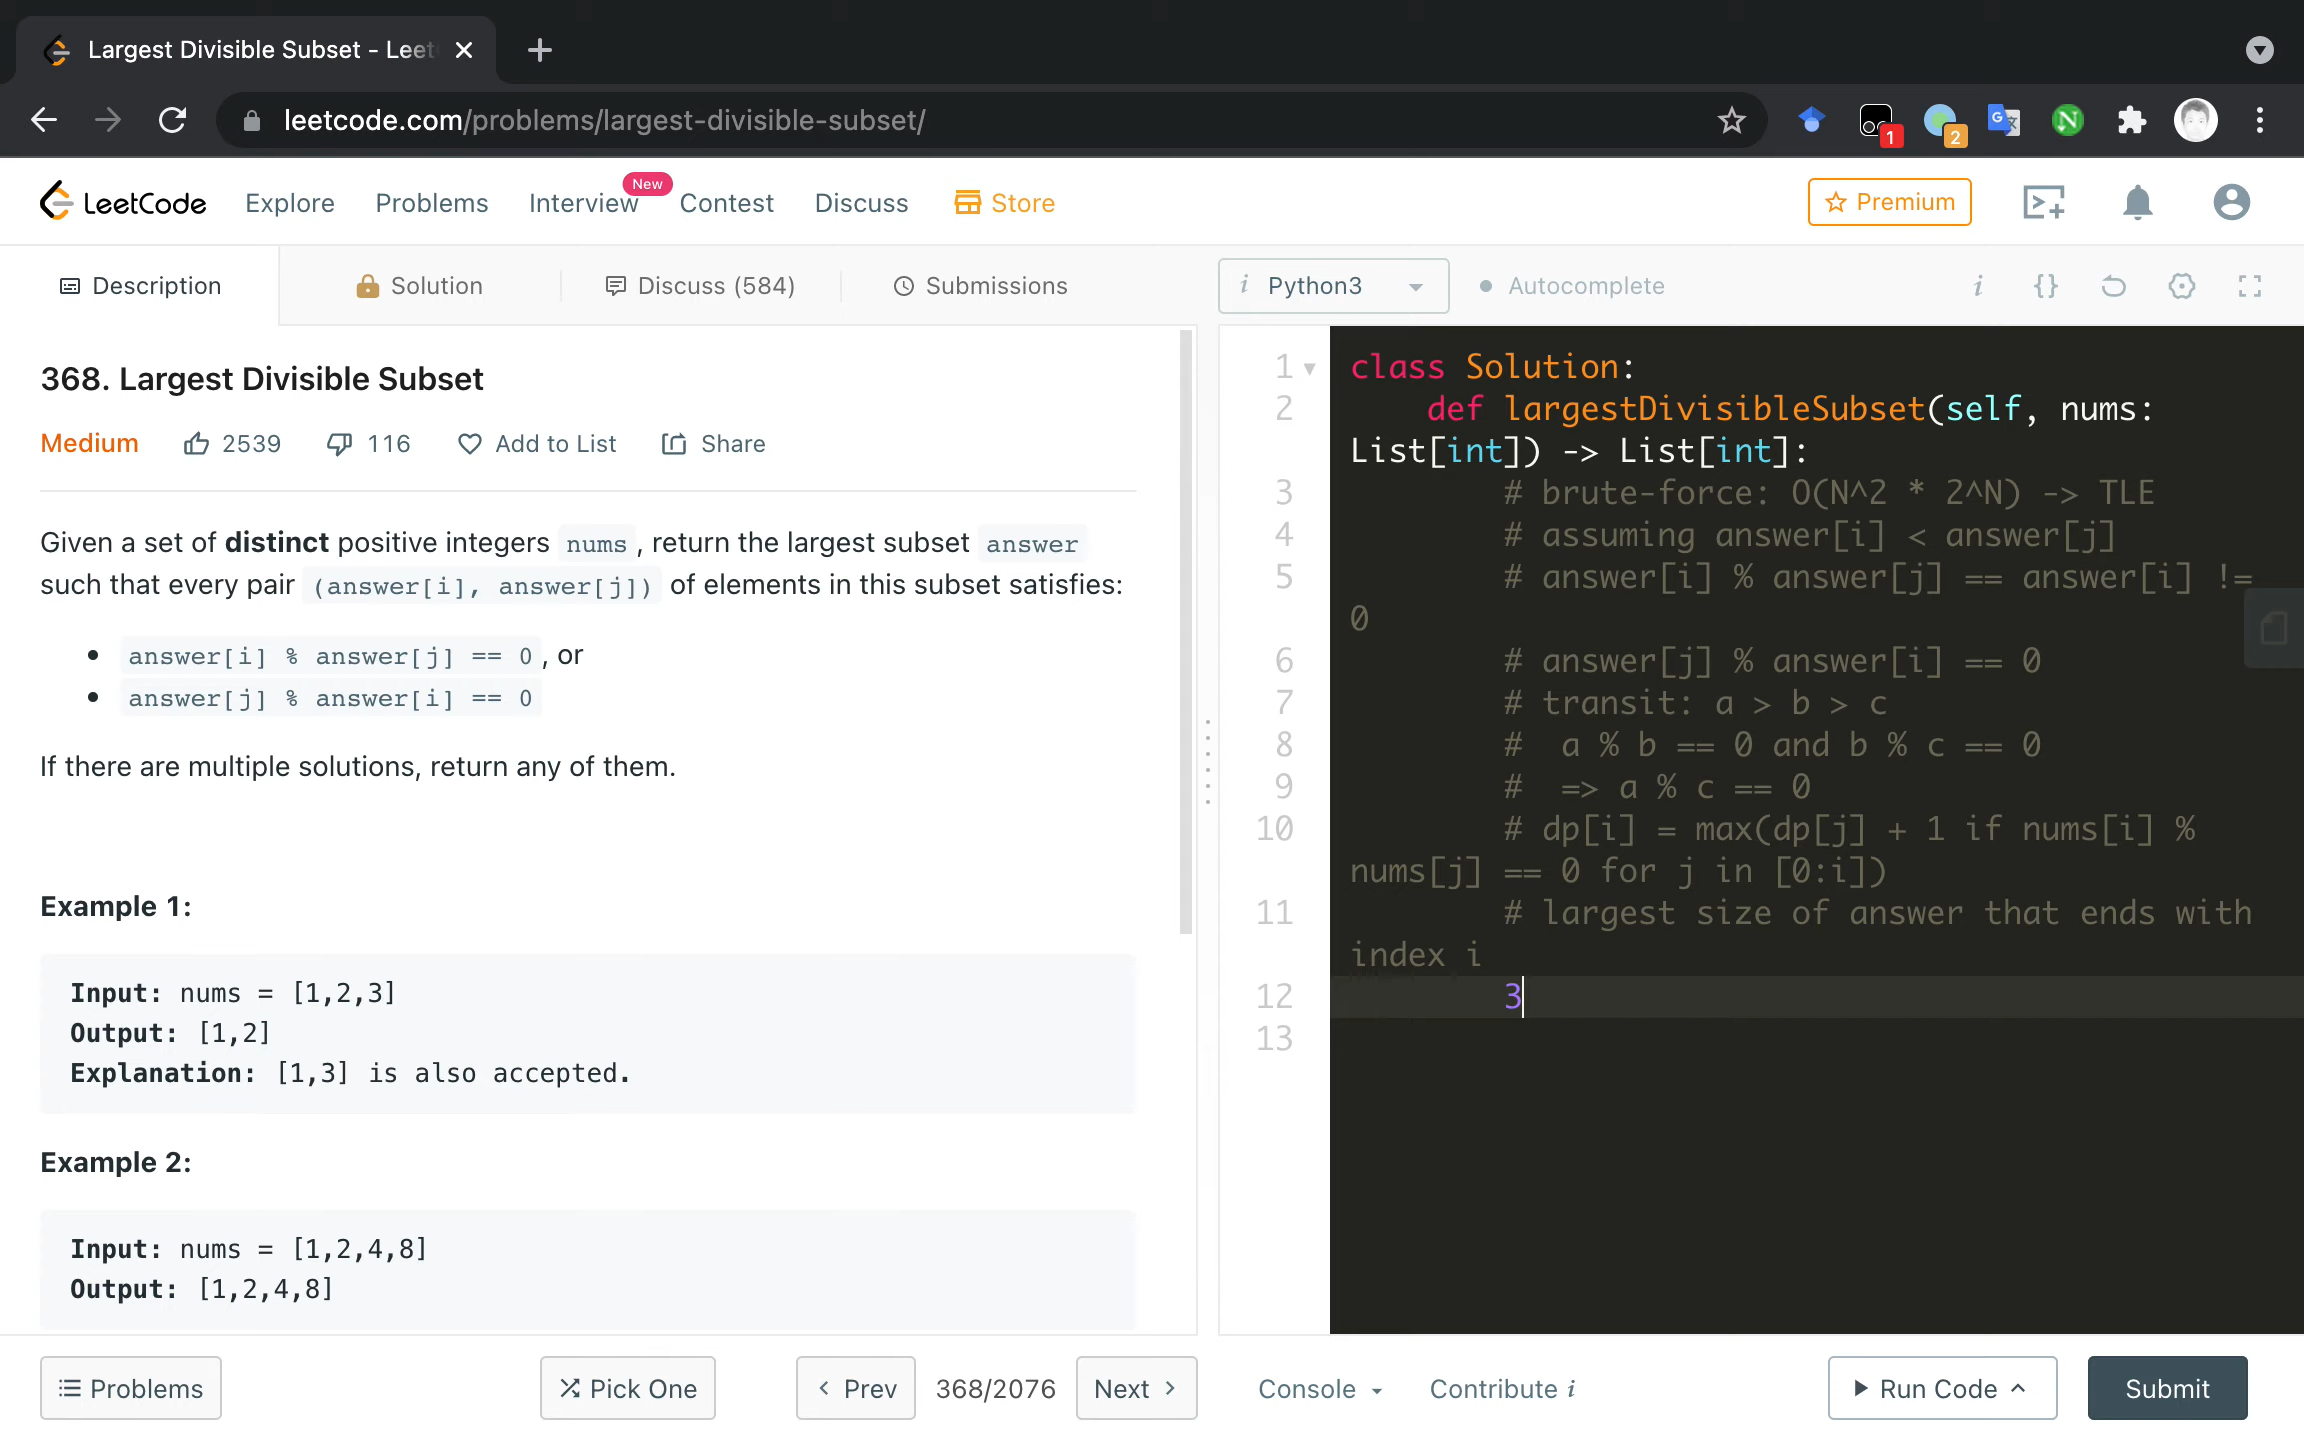 Largest Divisible Subset - Leet
leetcode.com/problems/largest-divisible-subset/
1
2
LeetCode
Explore
Problems
Interview
New
Contest
Discuss
Store
Premium
Description
Solution
Discuss (584)
Submissions
i Python3
Autocomplete
i {}
368. Largest Divisible Subset
Medium 2539 116 Add to List Share
Given a set of distinct positive integers nums, return the largest subset answer
such that every pair (answer[i], answer[j]) of elements in this subset satisfies:
• answer[i] % answer[j] == 0, or
• answer[j] % answer[i] == 0
If there are multiple solutions, return any of them.
Example 1:
Input: nums = [1,2,3]
Output: [1,2]
Explanation: [1,3] is also accepted.
Example 2:
Input: nums = [1,2,4,8]
Output: [1,2,4,8]
1 class Solution:
2 def largestDivisibleSubset(self, nums:
List[int]) -> List[int]:
3 # brute-force: O(N^2 * 2^N) -> TLE
4 # assuming answer[i] < answer[j]
5 # answer[i] % answer[j] == answer[i] !=
0
6 # answer[j] % answer[i] == 0
7 # transit: a > b > c
8 #  a % b == 0 and b % c == 0
9 #  => a % c == 0
10 # dp[i] = max(dp[j] + 1 if nums[i] %
nums[j] == 0 for j in [0:i])
11 # largest size of answer that ends with
index i
12 3
13
Problems
Pick One
< Prev
368/2076
Next >
Console
Contribute i
Run Code
Submit